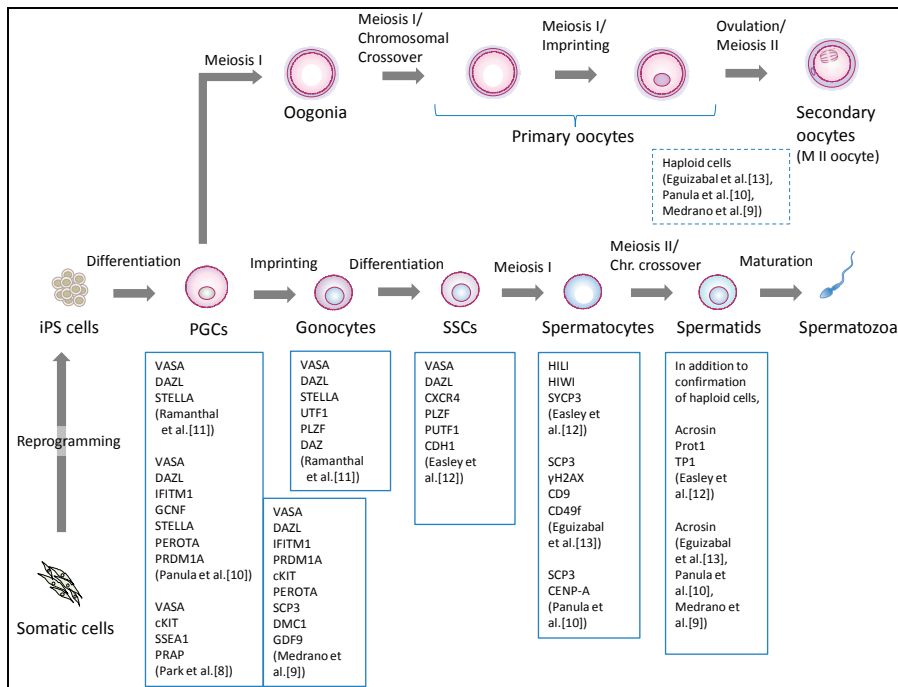 Meiosis I
Meiosis I/
Chromosomal
Crossover
Meiosis I/
Imprinting
Ovulation/
Meiosis II
Oogonia
Primary oocytes
Secondary
oocytes
(M II oocyte)
Haploid cells
(Eguizabal et al.[13],
Panula et al.[10],
Medrano et al.[9])
Differentiation
Imprinting
Differentiation
Meiosis I
Meiosis II/
Chr. crossover
Maturation
iPS cells
PGCs
Gonocytes
SSCs
Spermatocytes
Spermatids
Spermatozoa
Reprogramming
Somatic cells
VASA
DAZL
STELLA
(Ramanthal
et al.[11])
VASA
DAZL
IFITM1
GCNF
STELLA
PEROTA
PRDM1A
(Panula et al.[10])
VASA
cKIT
SSEA1
PRAP
(Park et al.[8])
VASA
DAZL
STELLA
UTF1
PLZF
DAZ
(Ramanthal
et al.[11])
VASA
DAZL
IFITM1
PRDM1A
cKIT
PEROTA
SCP3
DMC1
GDF9
(Medrano et
al.[9])
VASA
DAZL
CXCR4
PLZF
PUTF1
CDH1
(Easley et
al.[12])
HILI
HIWI
SYCP3
(Easley et
al.[12])
SCP3
yH2AX
CD9
CD49f
(Eguizabal
et al.[13])
SCP3
CENP-A
(Panula et
al.[10])
In addition to
confirmation
of haploid cells,
Acrosin
Prot1
TP1
(Easley et
al.[12])
Acrosin
(Eguizabal
et al.[13],
Panula et
al.[10],
Medrano et
al.[9])